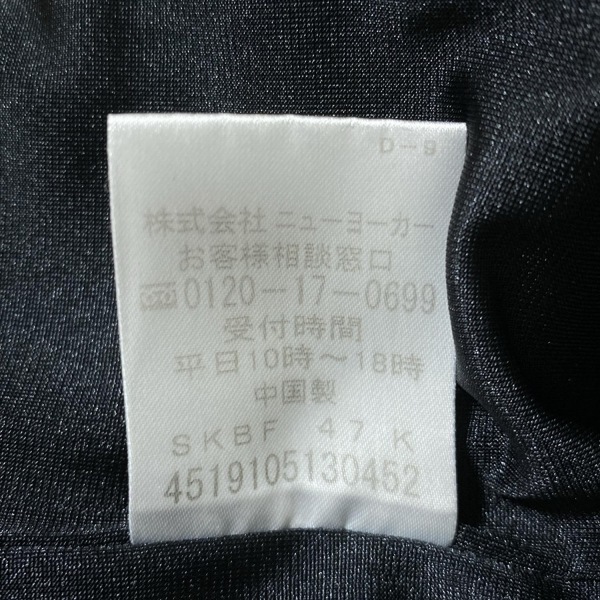 D-9
株式会社 ニューヨーカー
お客様相談窓口
0120-17-0699
受付時間
平日10時～18時
中国製
SKBF 47 K
4519105130452